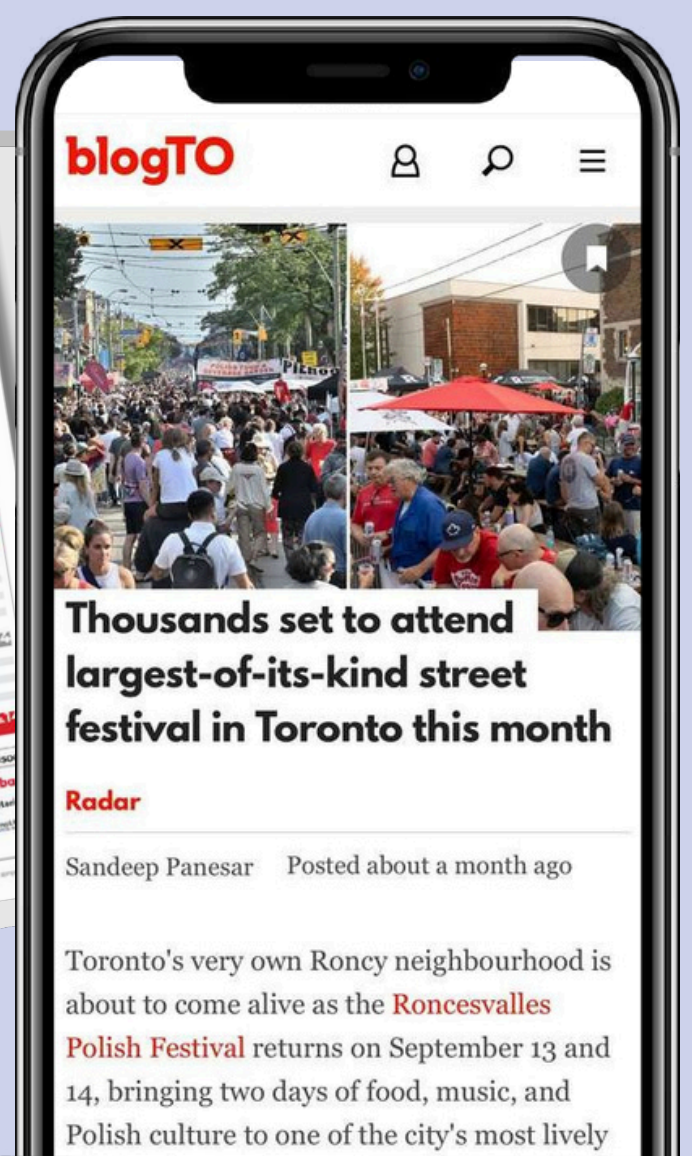 blogTO
Thousands set to attend
largest-of-its-kind street
festival in Toronto this month
Radar
Sandeep Panesar Posted about a month ago
Toronto's very own Roncy neighbourhood is
about to come alive as the Roncesvalles
Polish Festival returns on September 13 and
14, bringing two days of food, music, and
Polish culture to one of the city's most lively